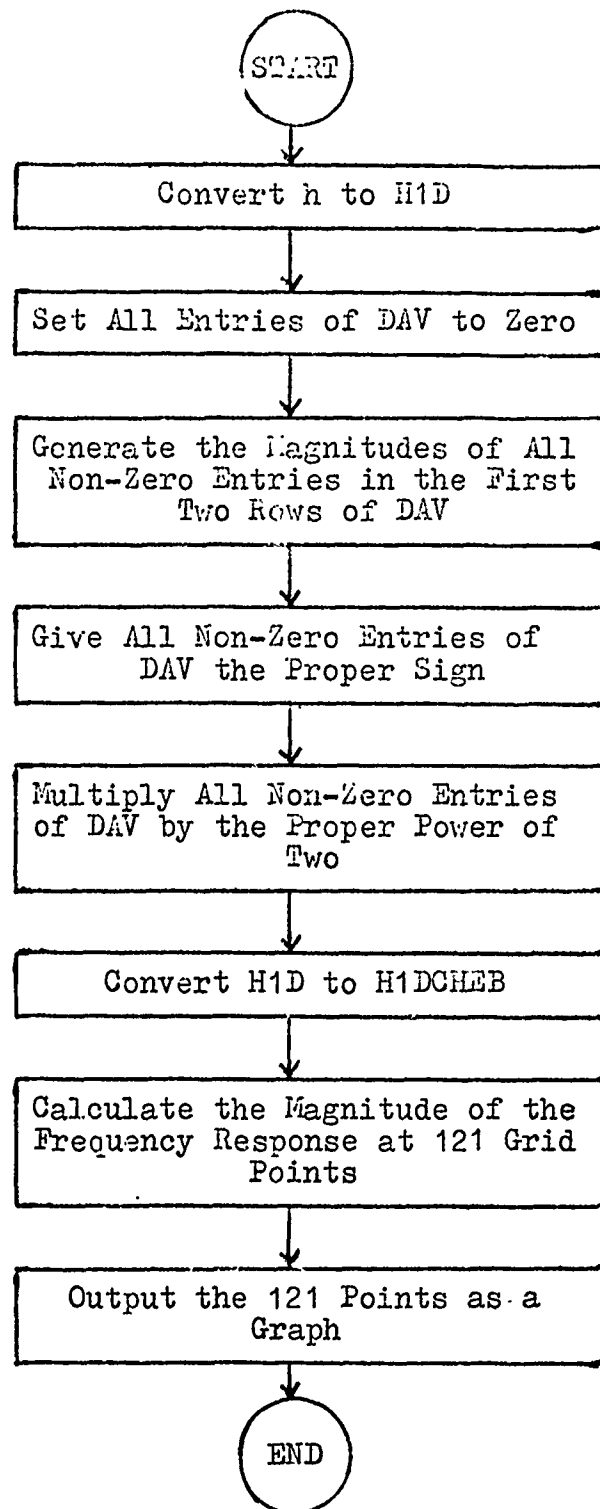 START
Convert h to H1D
Set All Entries of DAV to Zero
Generate the Magnitudes of All
Non-Zero Entries in the First
Two Rows of DAV
Give All Non-Zero Entries of
DAV the Proper Sign
Multiply All Non-Zero Entries
of DAV by the Proper Power of
Two
Convert H1D to H1DCHEB
Calculate the Magnitude of the
Frequency Response at 121 Grid
Points
Output the 121 Points as a
Graph
END